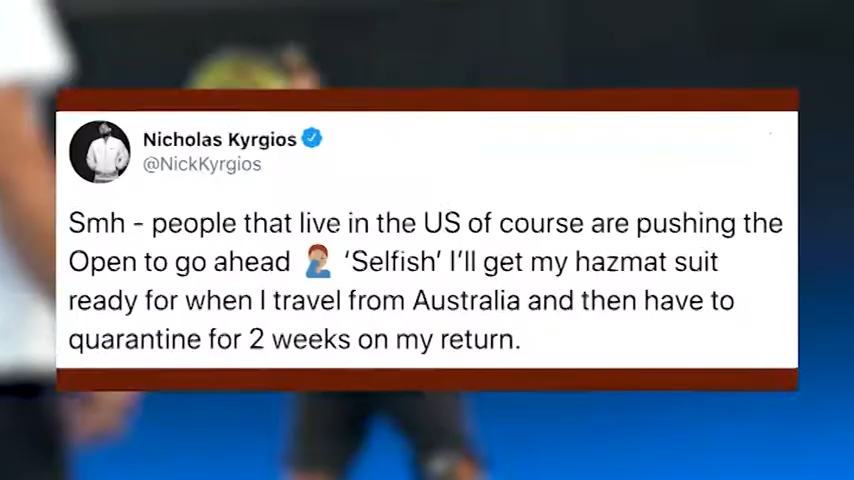 Nicholas Kyrgios
@NickKyrgios
Smh - people that live in the US of course are pushing the
Open to go ahead 🤦🏽‍♂️ ‘Selfish’ I’ll get my hazmat suit
ready for when I travel from Australia and then have to
quarantine for 2 weeks on my return.